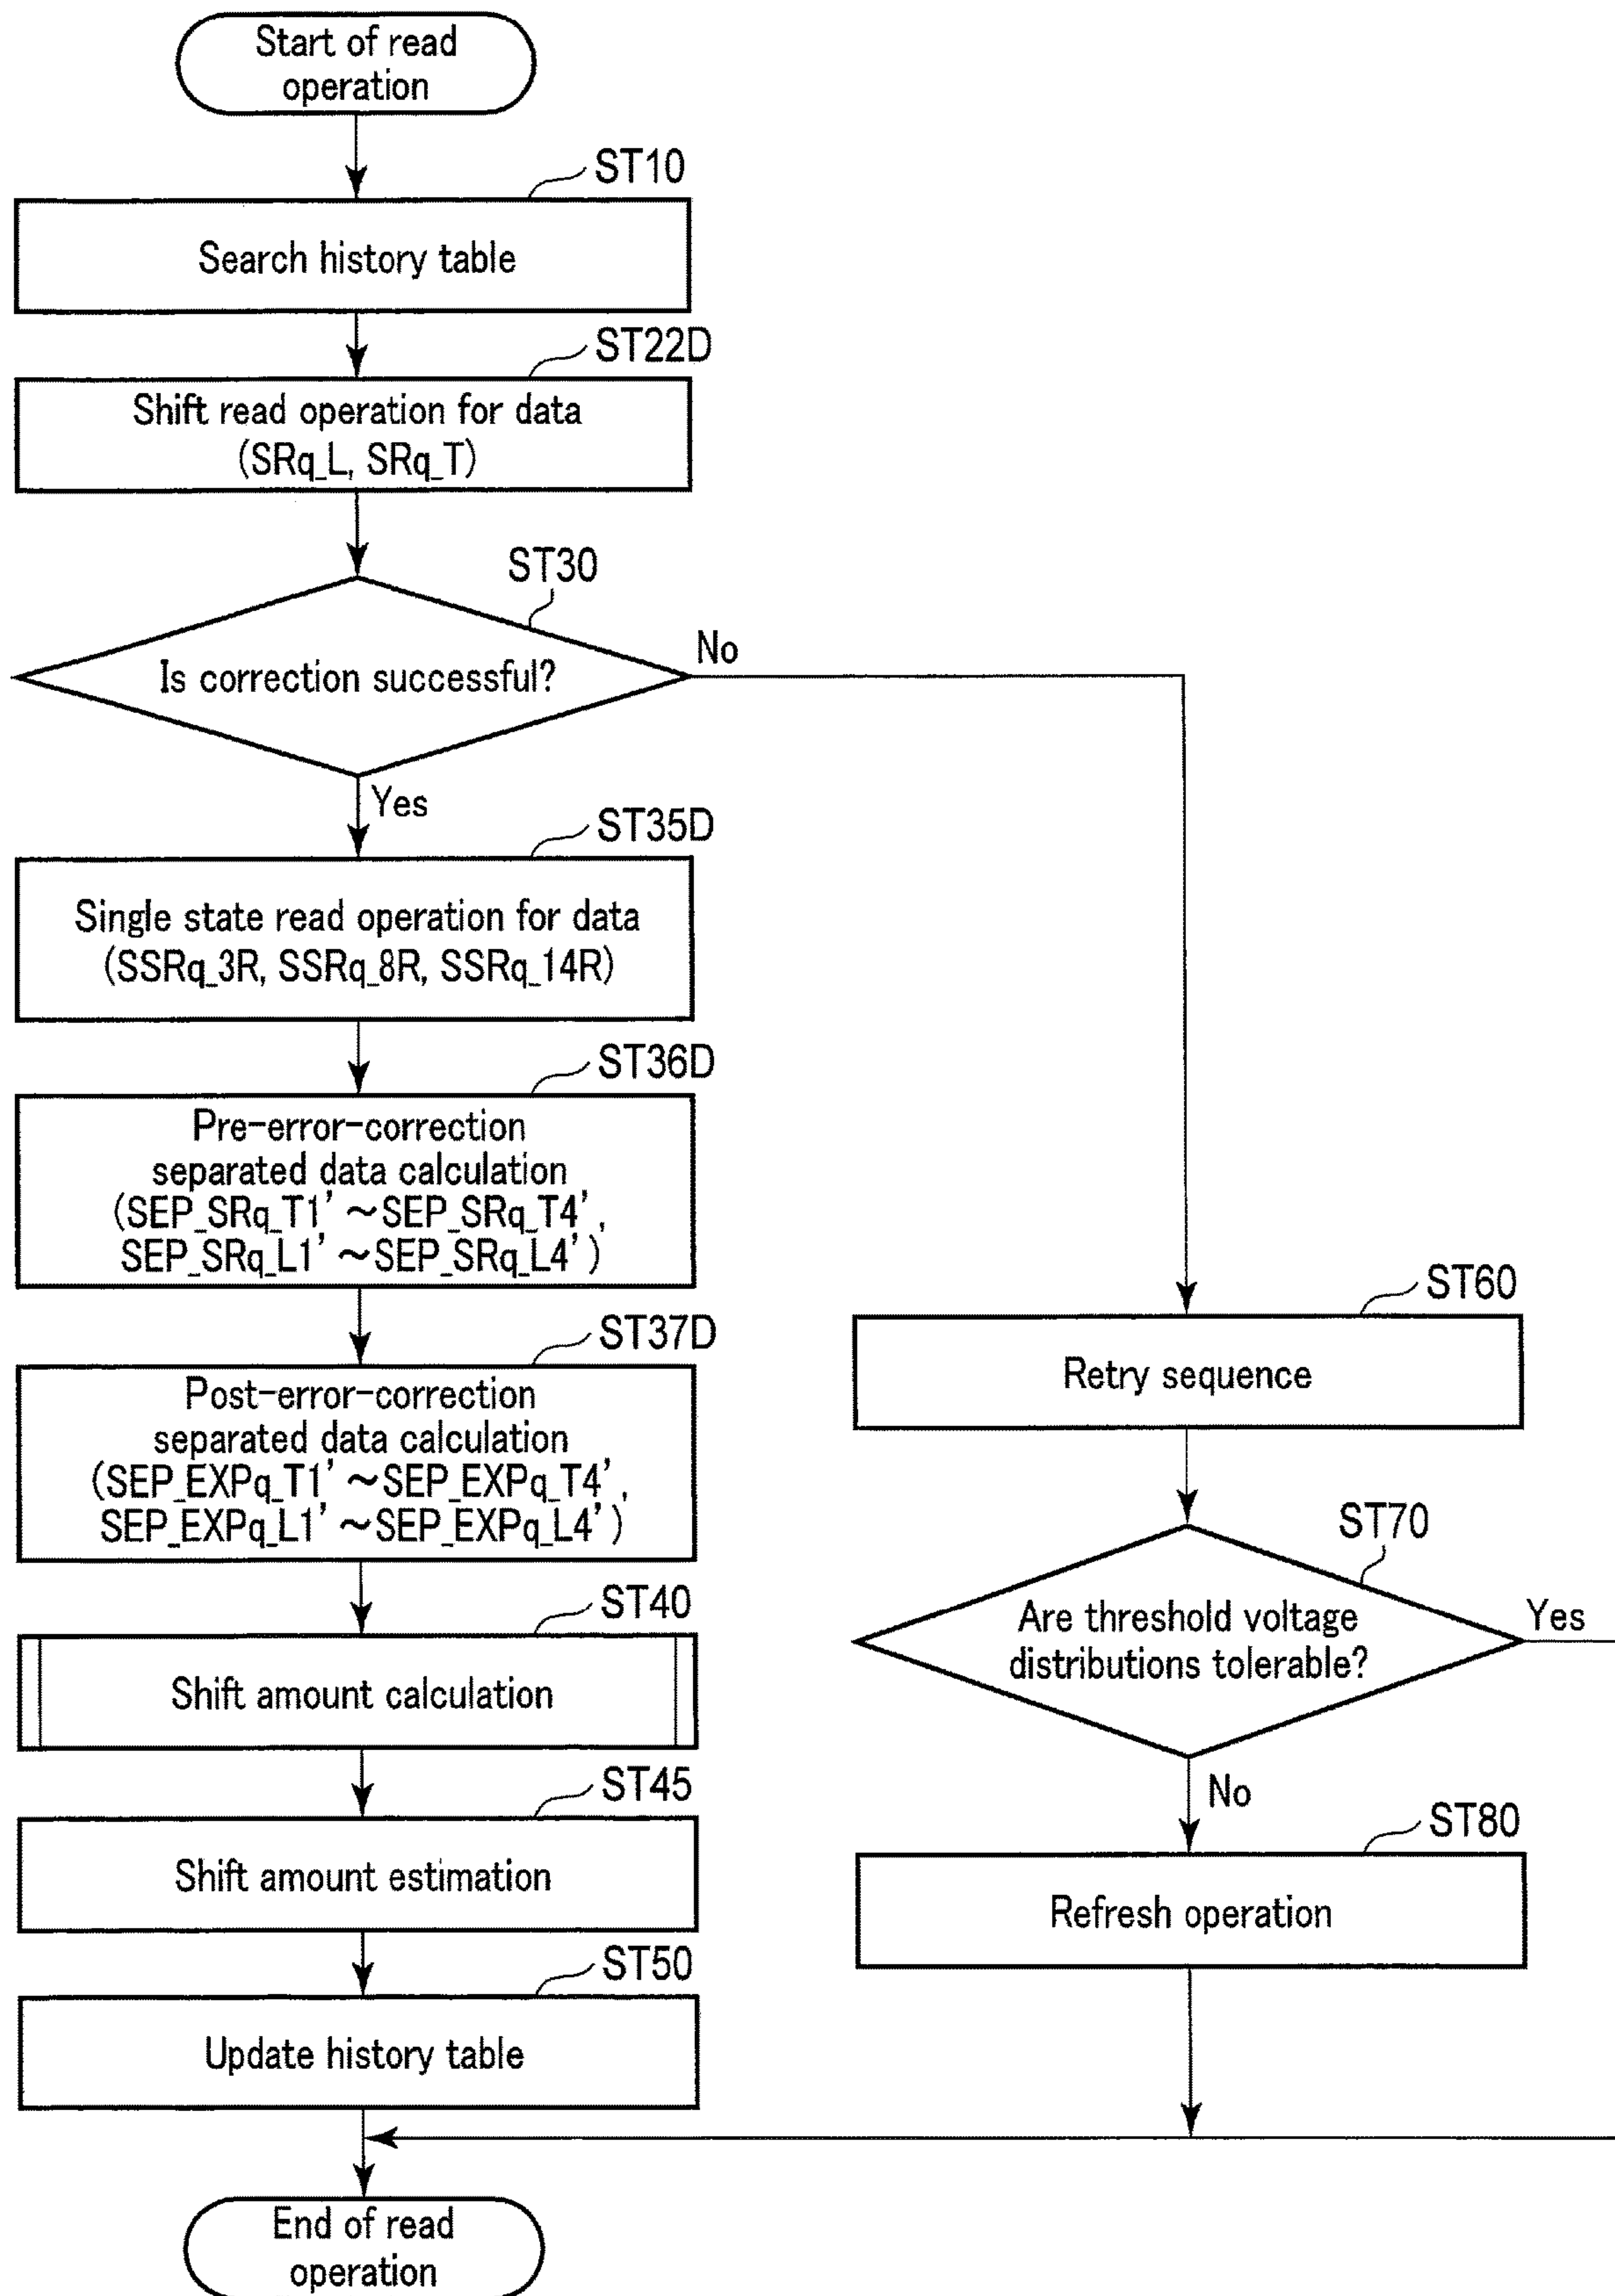 Start of read
operation
ST10
Search history table
ST22D
Shift read operation for data
(SRq_L, SRq_T)
ST30
Is correction successful?
No
Yes
ST35D
Single state read operation for data
(SSRq_3R, SSRq_8R, SSRq_14R)
ST36D
Pre-error-correction
separated data calculation
(SEP_SRq_T1'~SEP_SRq_T4',
SEP_SRq_L1'~SEP_SRq_L4')
ST37D
Post-error-correction
separated data calculation
(SEP_EXPq_T1'~SEP_EXPq_T4',
SEP_EXPq_L1'~SEP_EXPq_L4')
ST40
Shift amount calculation
ST45
Shift amount estimation
ST50
Update history table
ST60
Retry sequence
ST70
Are threshold voltage
distributions tolerable?
Yes
No
ST80
Refresh operation
End of read
operation